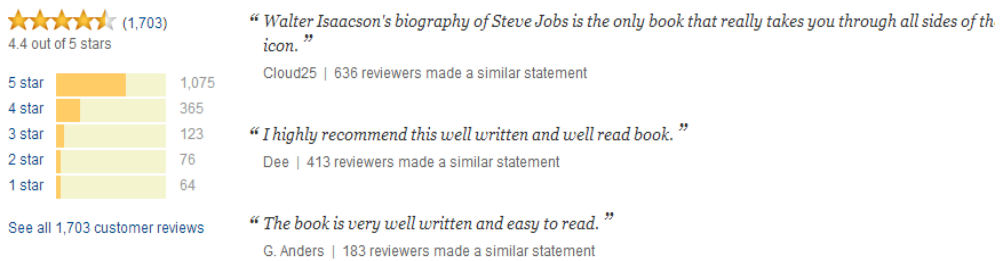 (1,703)
4.4 out of 5 stars
5 star 1,075
4 star 365
3 star 123
2 star 76
1 star 64
See all 1,703 customer reviews
“ Walter Isaacson's biography of Steve Jobs is the only book that really takes you through all sides of the
icon. ”
Cloud25 | 636 reviewers made a similar statement
“ I highly recommend this well written and well read book. ”
Dee | 413 reviewers made a similar statement
“ The book is very well written and easy to read. ”
G. Anders | 183 reviewers made a similar statement